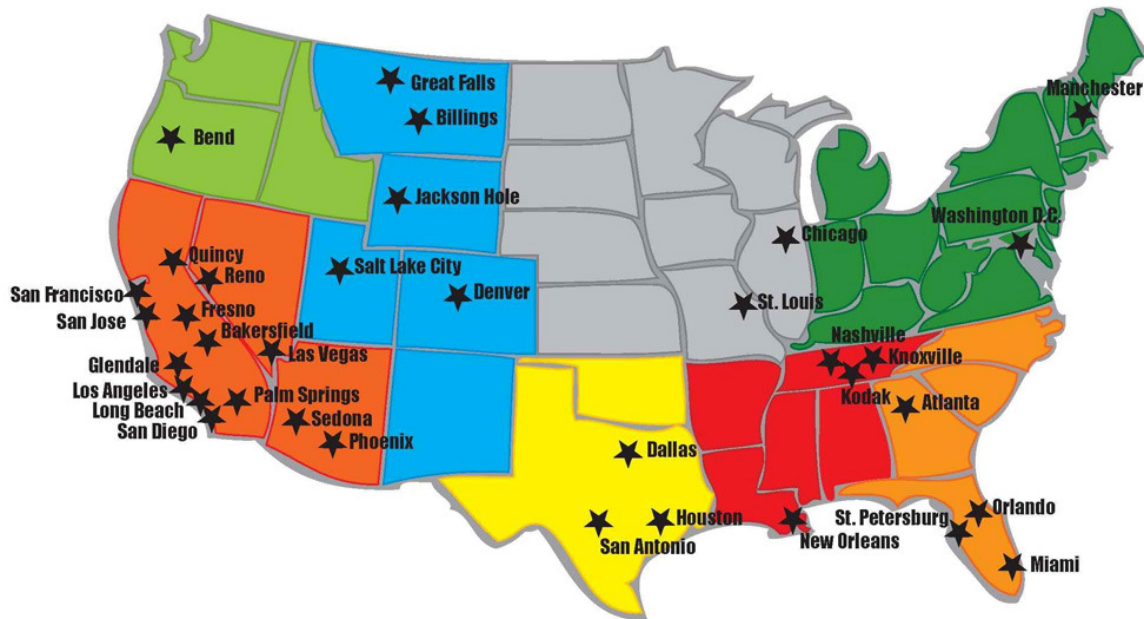 Great Falls
Manchester
Billings
Bend
Jackson Hole
Washington D.C.
Chicago
Quincy
Salt Lake City
Reno
Denver
San Francisco
St. Louis
Fresno
San Jose
Bakersfield
Nashville
Las Vegas
Knoxville
Glendale
Los Angeles
Palm Springs
Kodak
Atlanta
Long Beach
Sedona
San Diego
Phoenix
Dallas
Orlando
Houston
St. Petersburg
New Orleans
San Antonio
Miami